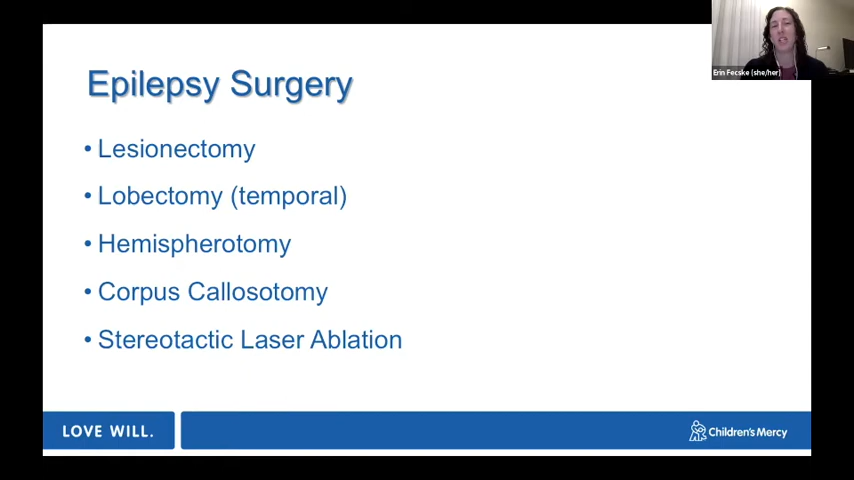 Erin Fecske (she/her)
Epilepsy Surgery
• Lesionectomy
• Lobectomy (temporal)
• Hemispherotomy
• Corpus Callosotomy
• Stereotactic Laser Ablation
LOVE WILL.
Children's Mercy